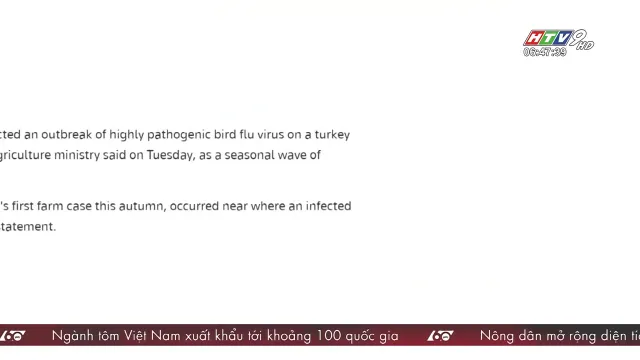 HTV9 HD
06:47:39
cted an outbreak of highly pathogenic bird flu virus on a turkey
griculture ministry said on Tuesday, as a seasonal wave of
's first farm case this autumn, occurred near where an infected
tatement.
60 Ngành tôm Việt Nam xuất khẩu tới khoảng 100 quốc gia 60 Nông dân mở rộng diện tí